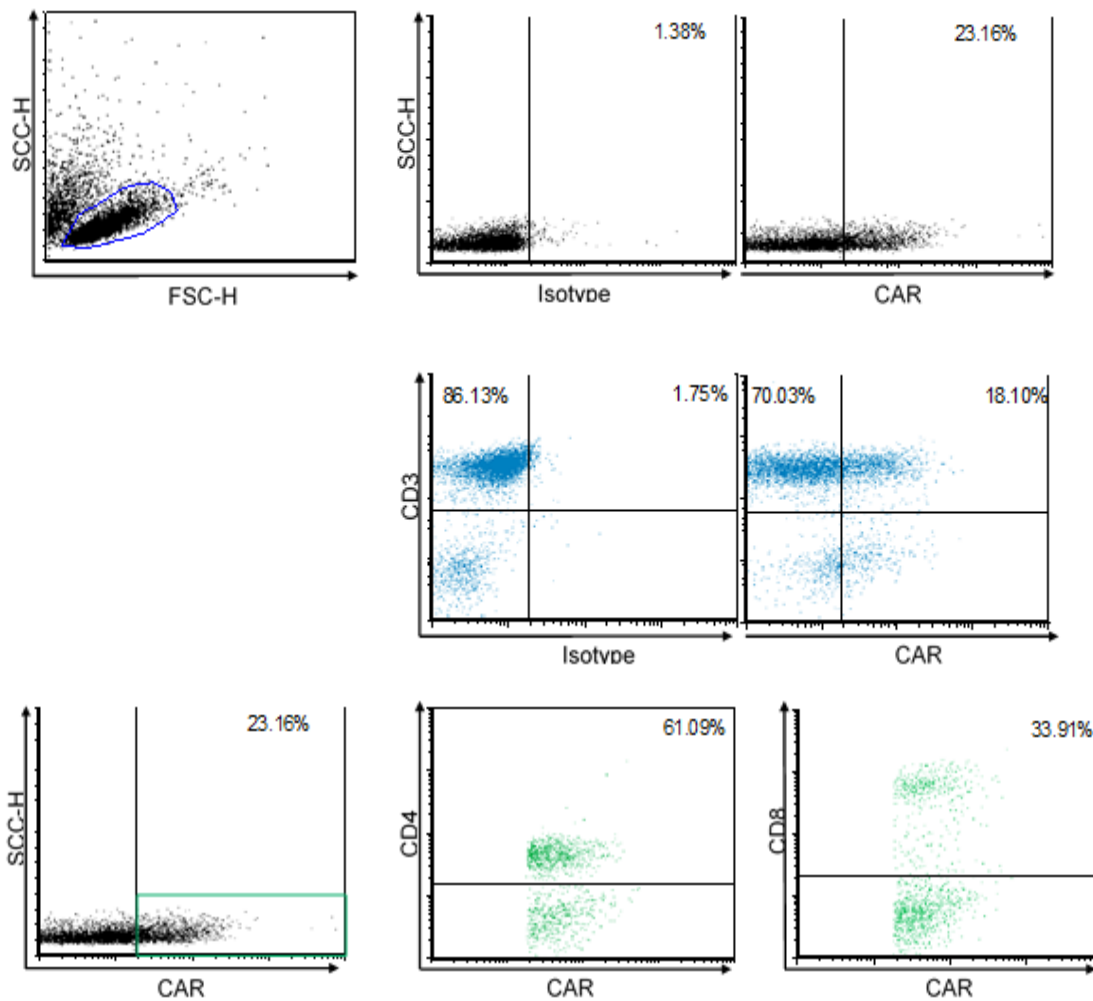 SCC-H
FSC-H
SCC-H
1.38%
Isotype
23.16%
CAR
CD3
86.13%
1.75%
Isotype
70.03%
18.10%
CAR
SCC-H
23.16%
CAR
CD4
61.09%
CAR
CD8
33.91%
CAR